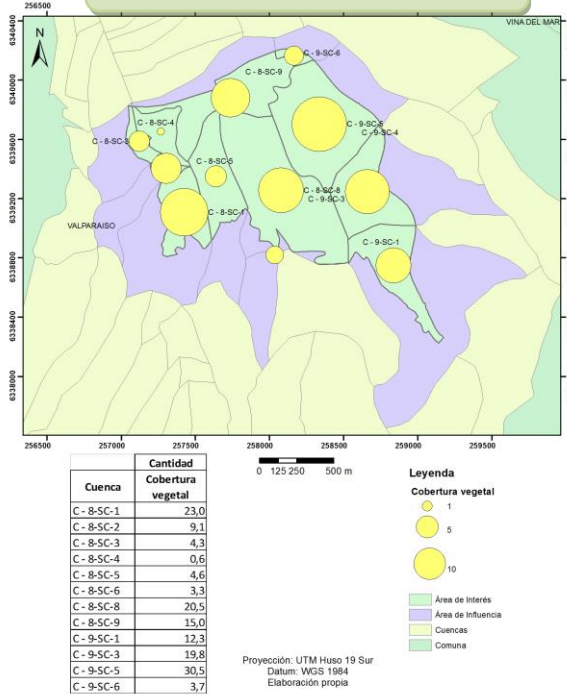 256500
6340400
6340000
6339600
6339200
6338800
6338400
6338000
N
VINA DEL MAR
C - 9-SC-6
C - 8-SC-9
C - 8-SC-4
C - 9-SC-5
C - 9-SC-4
C - 8-SC-3
C - 8-SC-5
C - 8-SC-8
C - 9-SC-3
C - 8-SC-1
VALPARAISO
C - 9-SC-1
256500 257000 257500 258000 258500 259000 259500
0 125 250 500 m
Cantidad
Cuenca Cobertura vegetal
C - 8-SC-1 23,0
C - 8-SC-2 9,1
C - 8-SC-3 4,3
C - 8-SC-4 0,6
C - 8-SC-5 4,6
C - 8-SC-6 3,3
C - 8-SC-8 20,5
C - 8-SC-9 15,0
C - 9-SC-1 12,3
C - 9-SC-3 19,8
C - 9-SC-5 30,5
C - 9-SC-6 3,7
Leyenda
Cobertura vegetal
1
5
10
Área de Interés
Área de Influencia
Cuencas
Comuna
Proyección: UTM Huso 19 Sur
Datum: WGS 1984
Elaboración propia